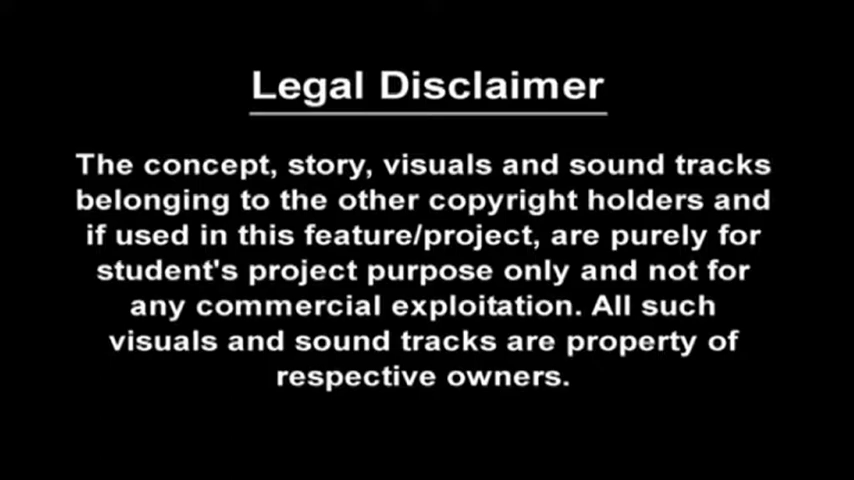 Legal Disclaimer
The concept, story, visuals and sound tracks
belonging to the other copyright holders and
if used in this feature/project, are purely for
student's project purpose only and not for
any commercial exploitation. All such
visuals and sound tracks are property of
respective owners.